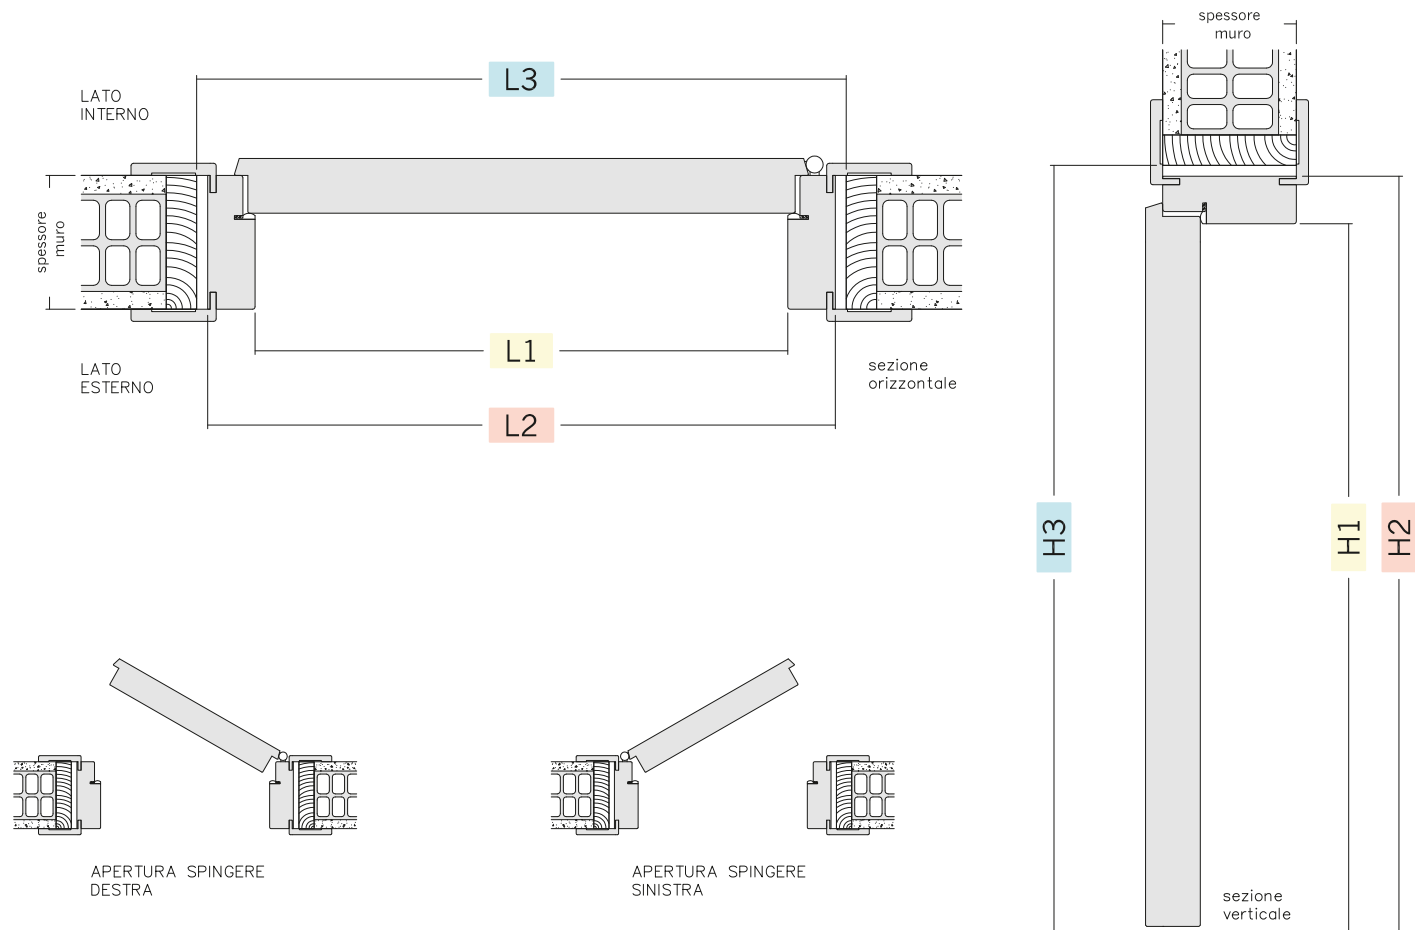 spessore
muro
L3
LATO
INTERNO
spessore
muro
L1
LATO
ESTERNO
sezione
orizzontale
L2
H3
H1
H2
APERTURA SPINGERE
DESTRA
APERTURA SPINGERE
SINISTRA
sezione
verticale